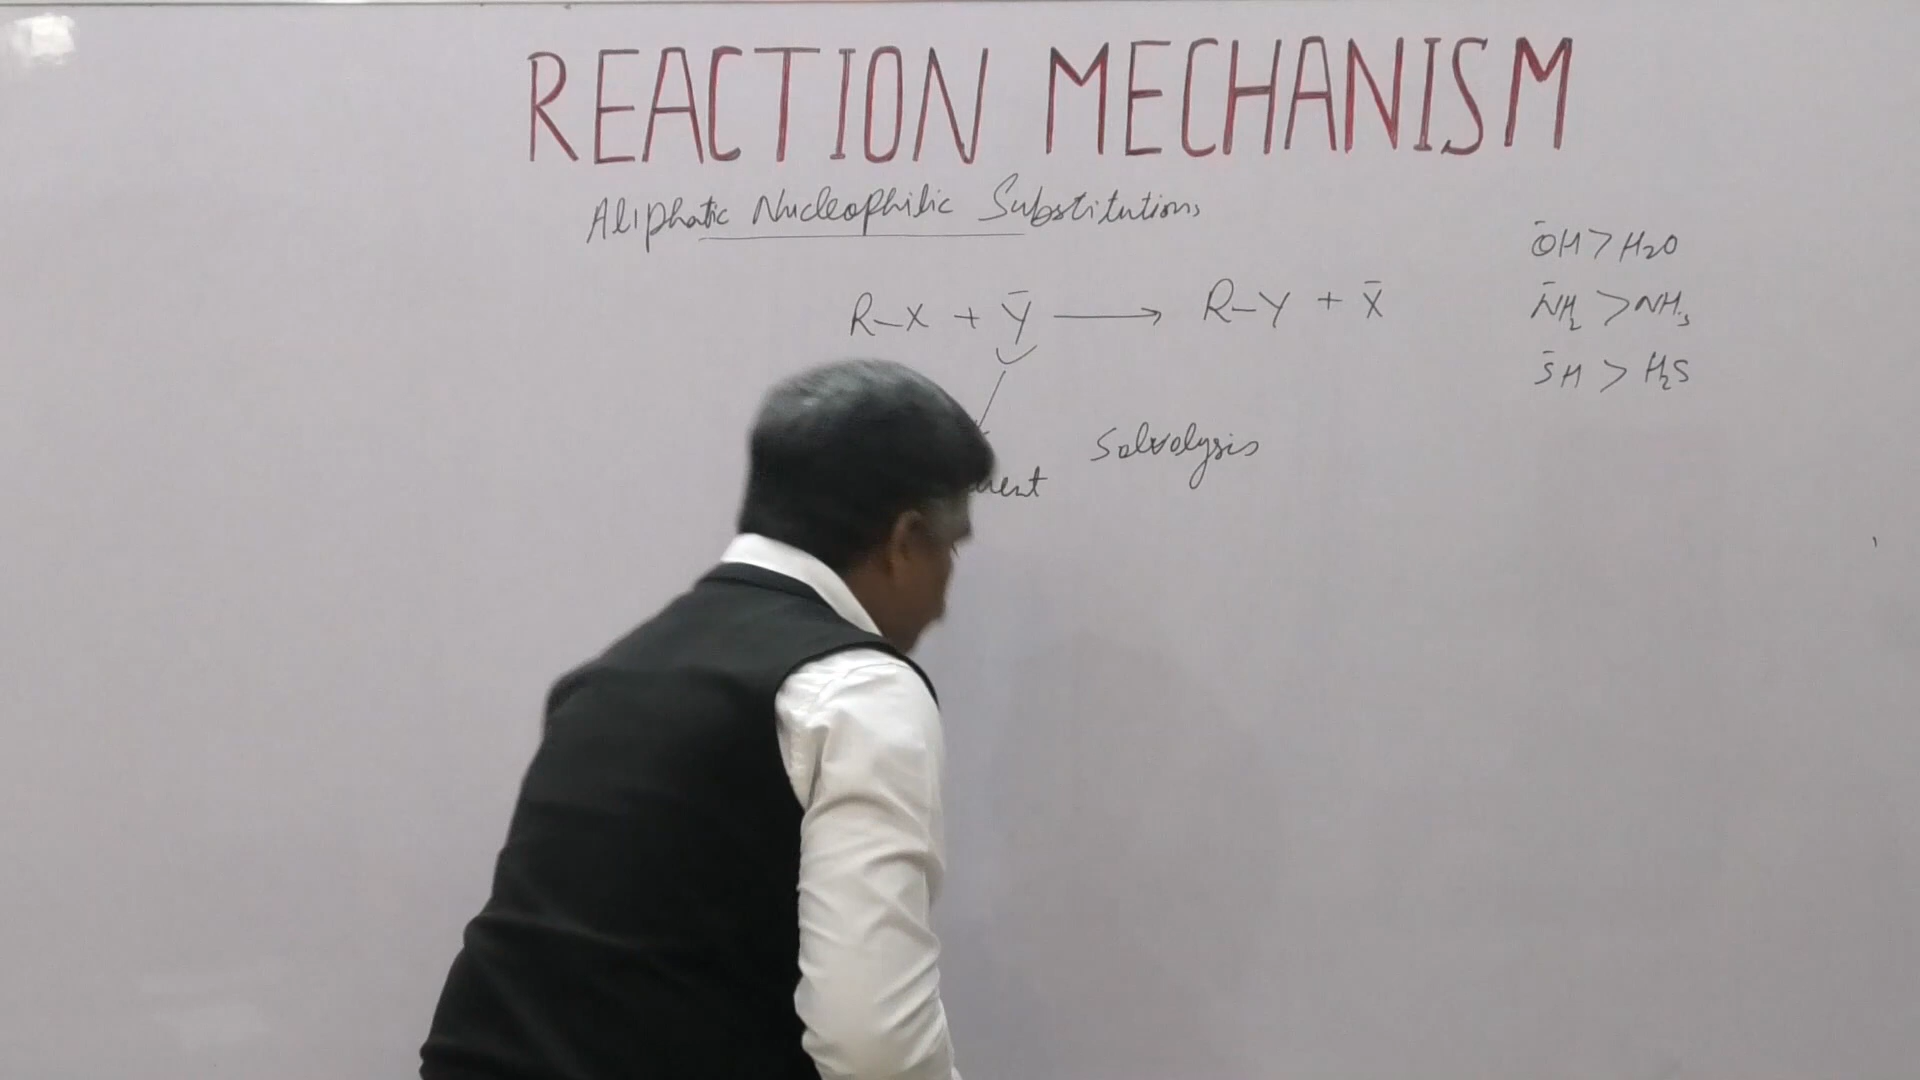 REACTION MECHANISM
Aliphatic Nucleophilic Substitutions
R–X + Ȳ ⟶ R–Y + X̄
ŌH > H₂O
N̄H₂ > NH₃
S̄H > H₂S
Solvolysis